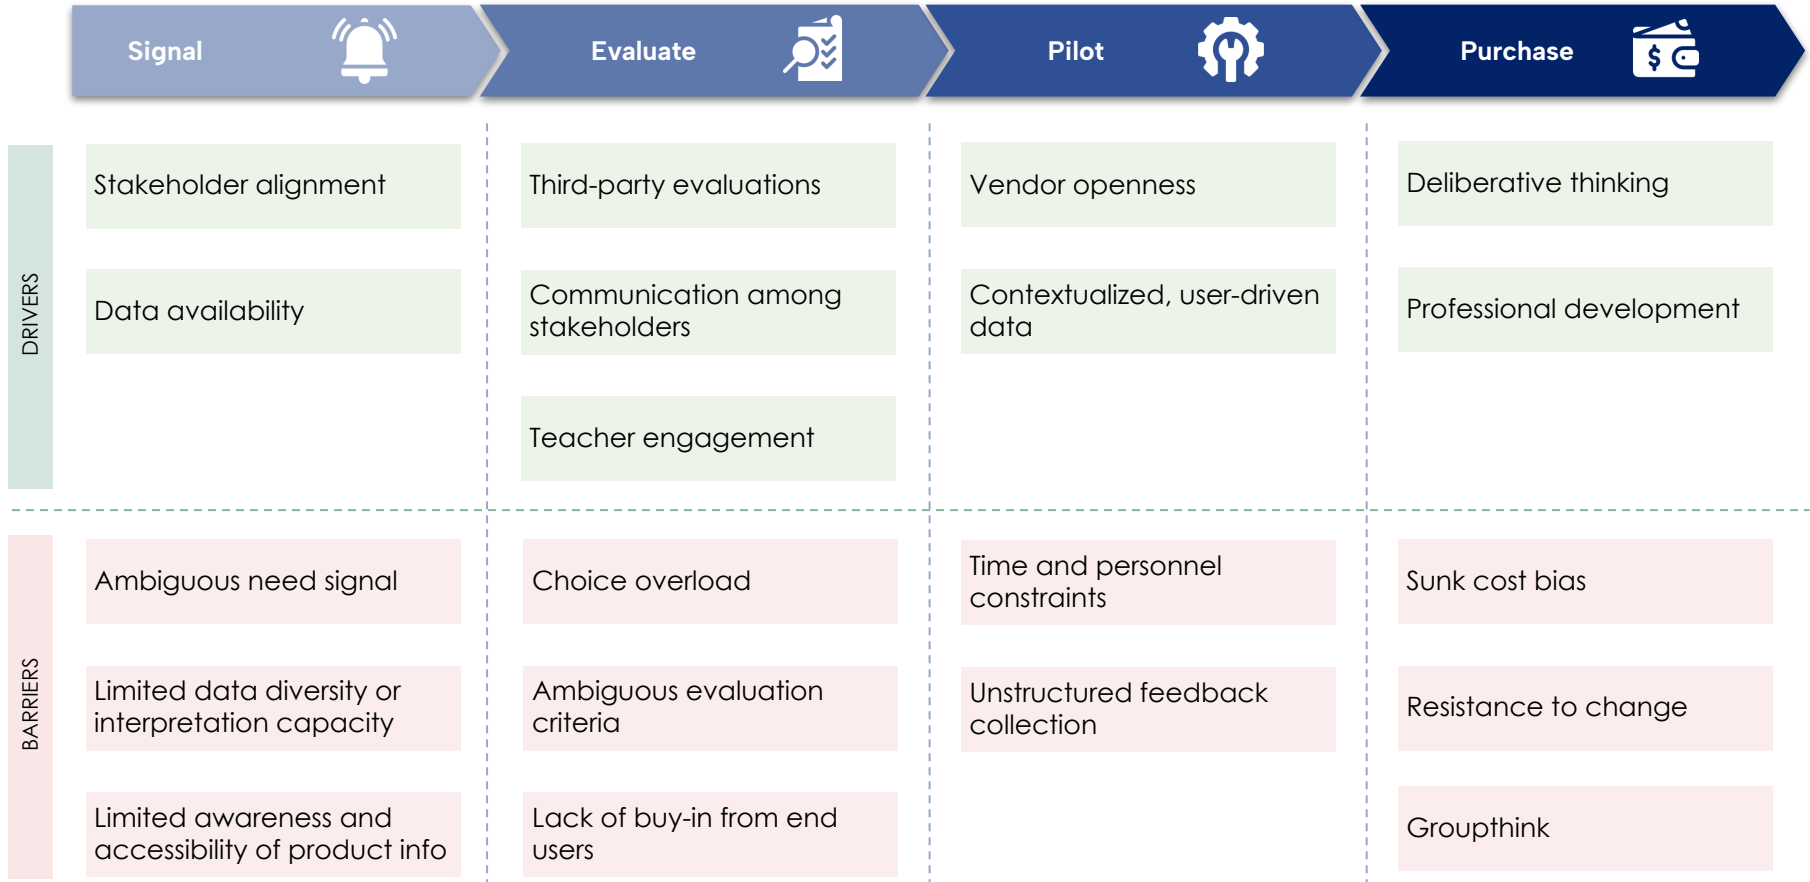 Signal
Evaluate
Pilot
Purchase
$
DRIVERS
Stakeholder alignment
Third-party evaluations
Vendor openness
Deliberative thinking
Data availability
Communication among
stakeholders
Contextualized, user-driven
data
Professional development
Teacher engagement
BARRIERS
Ambiguous need signal
Choice overload
Time and personnel
constraints
Sunk cost bias
Limited data diversity or
interpretation capacity
Ambiguous evaluation
criteria
Unstructured feedback
collection
Resistance to change
Limited awareness and
accessibility of product info
Lack of buy-in from end
users
Groupthink